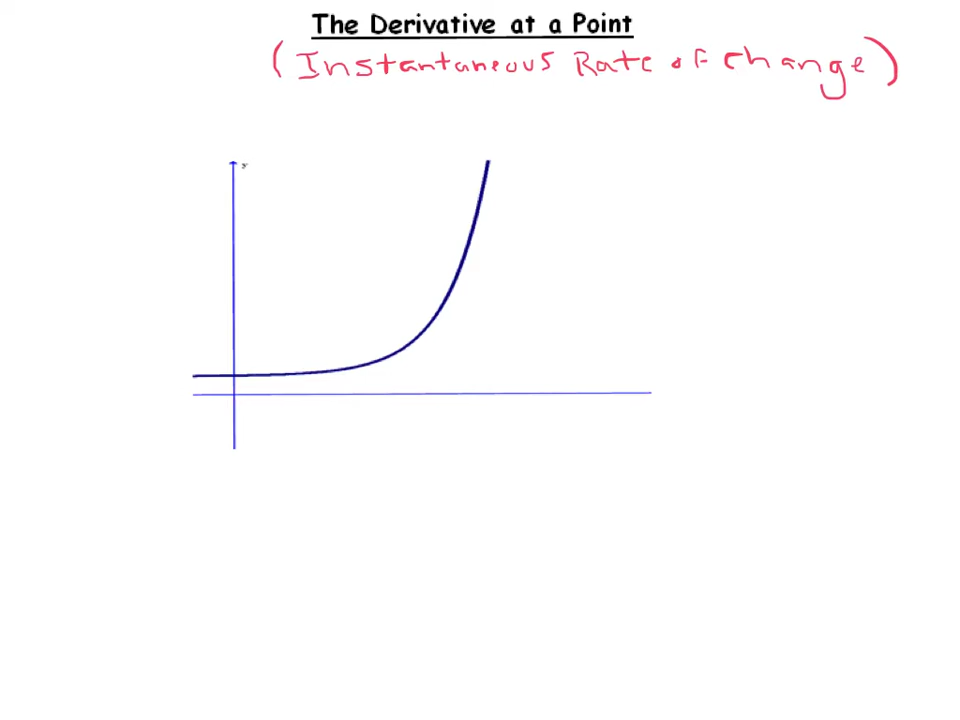 The Derivative at a Point
(Instantaneous Rate of change)
y